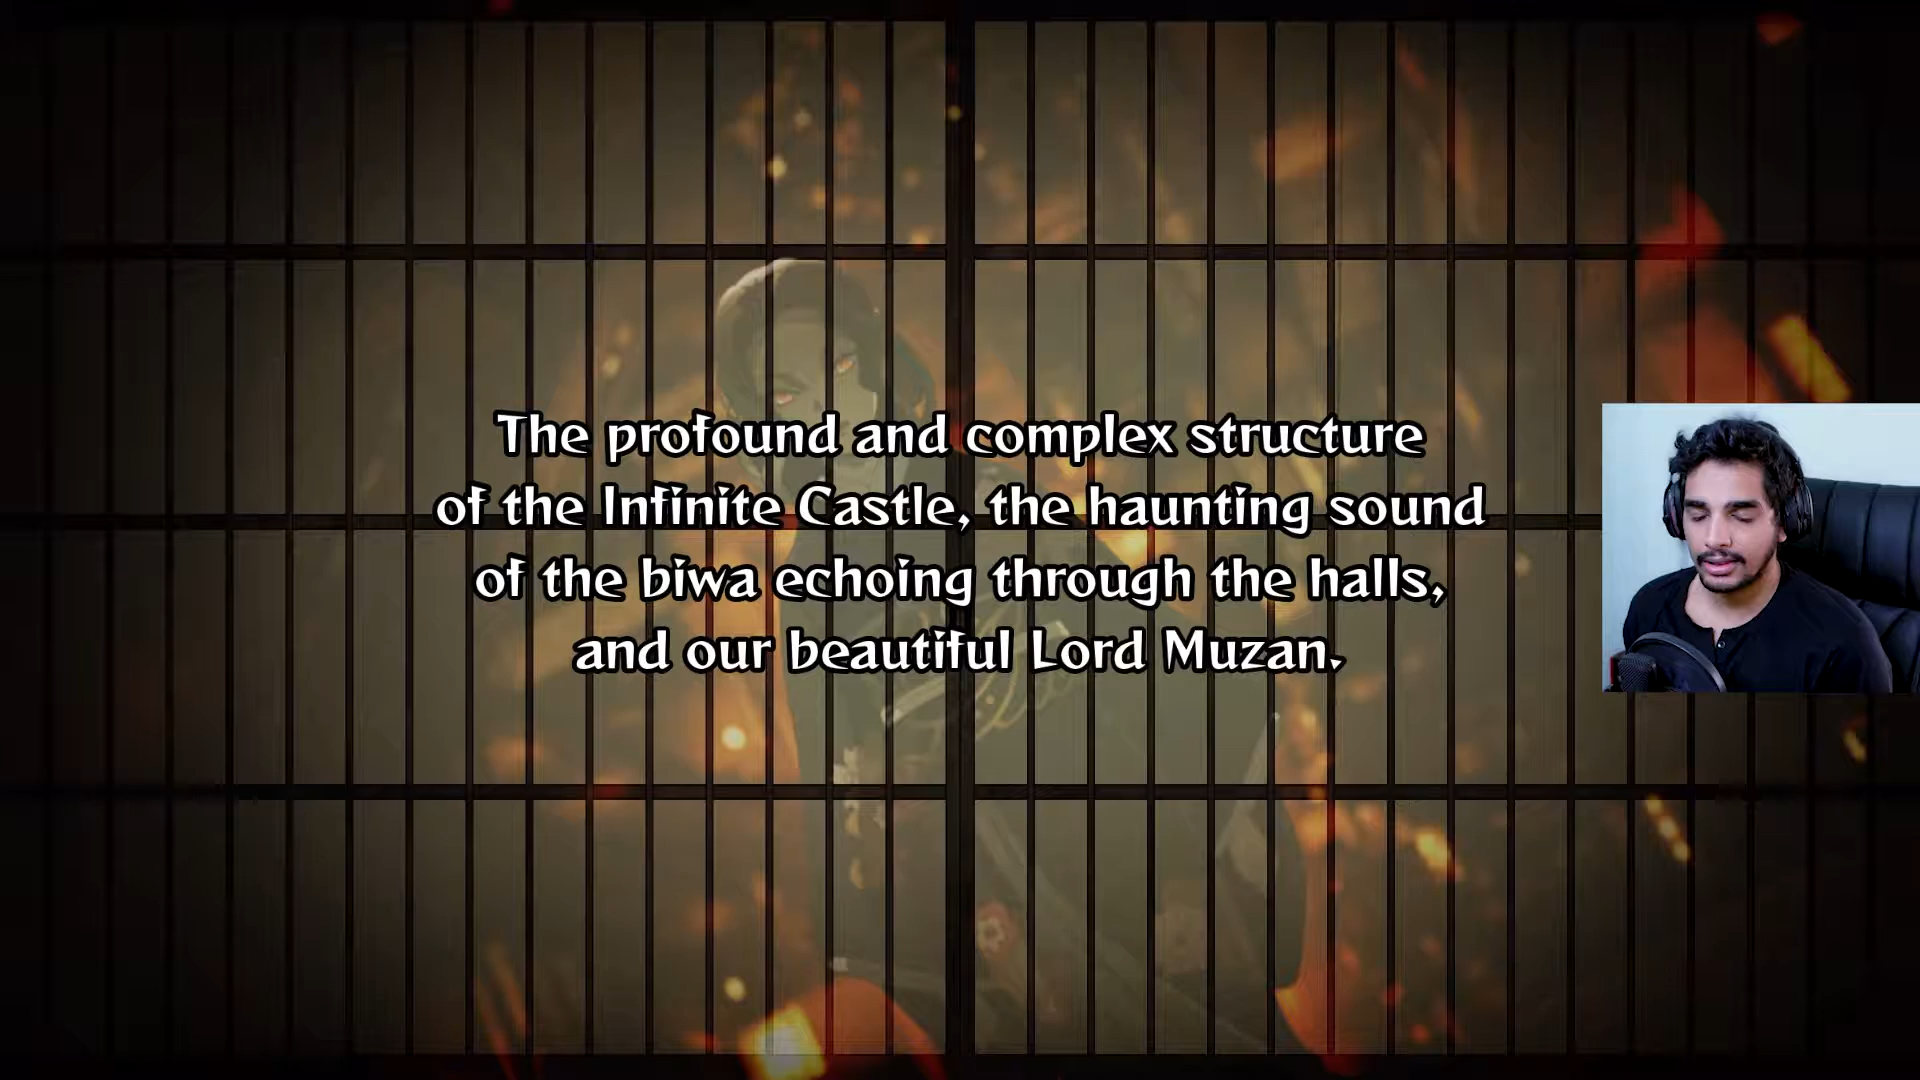 The profound and complex structure
of the Infinite Castle, the haunting sound
of the biwa echoing through the halls,
and our beautiful Lord Muzan.